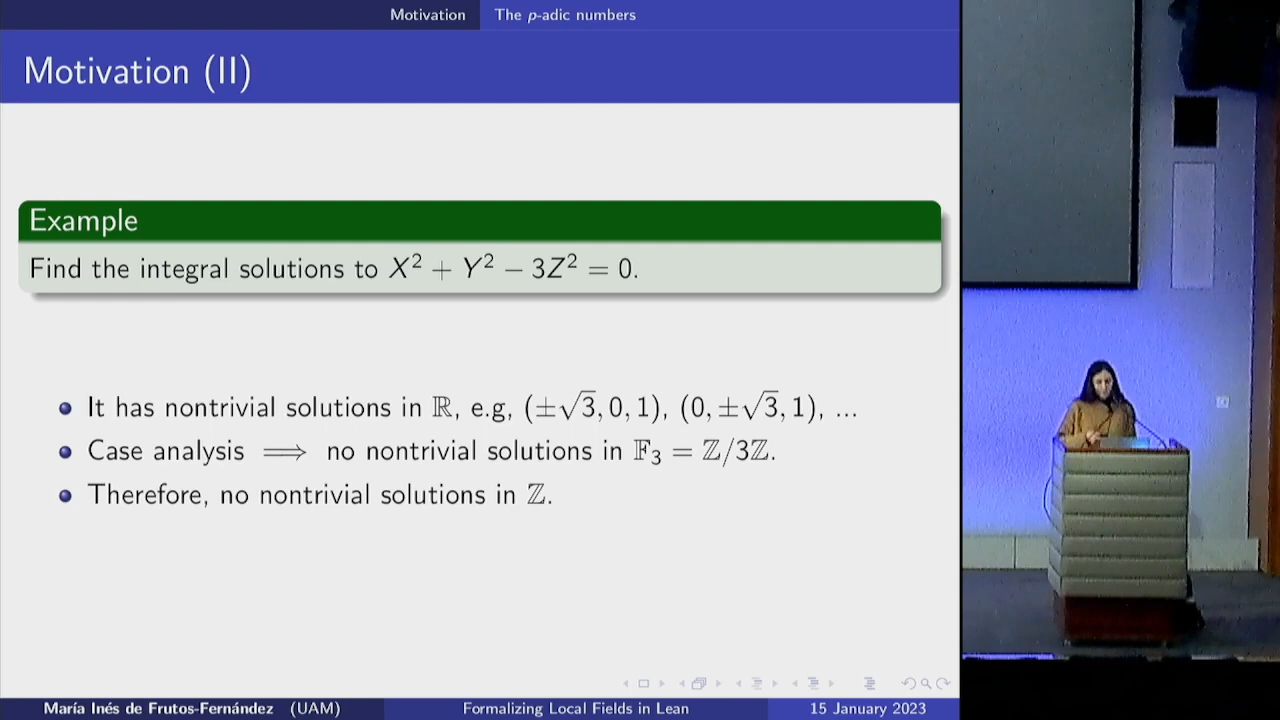 Motivation The p-adic numbers
Motivation (II)
Example
Find the integral solutions to X² + Y² − 3Z² = 0.
It has nontrivial solutions in ℝ, e.g, (±√3, 0, 1), (0, ±√3, 1), ...
Case analysis ⟹ no nontrivial solutions in 𝔽₃ = ℤ/3ℤ.
Therefore, no nontrivial solutions in ℤ.
María Inés de Frutos-Fernández (UAM) Formalizing Local Fields in Lean 15 January 2023